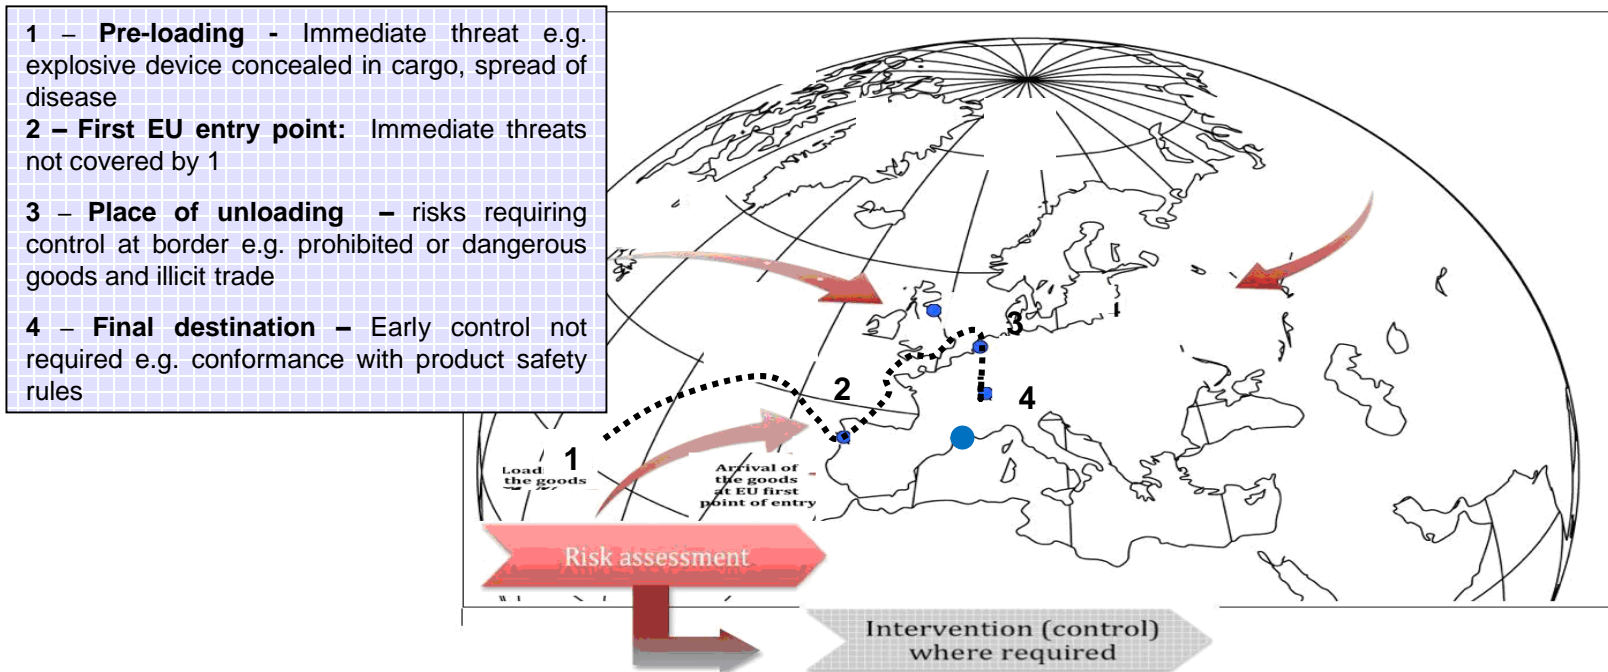 1 – Pre-loading - Immediate threat e.g.
explosive device concealed in cargo, spread of
disease
2 – First EU entry point: Immediate threats
not covered by 1
3 – Place of unloading – risks requiring
control at border e.g. prohibited or dangerous
goods and illicit trade
4 – Final destination – Early control not
required e.g. conformance with product safety
rules
3
2
4
1
Load
the goods
Arrival of
the goods
at EU first
point of entry
Risk assessment
Intervention (control)
where required